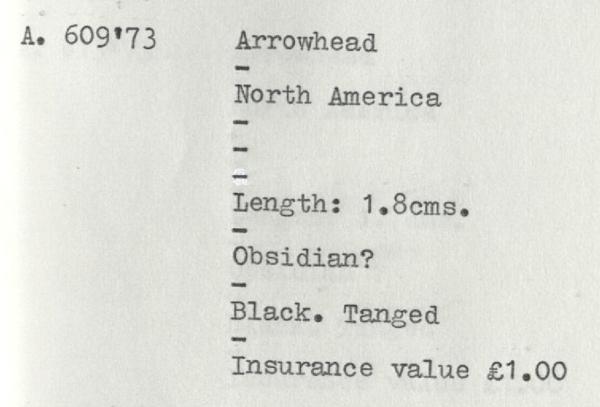 A. 609'73 Arrowhead
-
North America
-
-
-
Length: 1.8cms.
-
Obsidian?
-
Black. Tanged
-
Insurance value £1.00